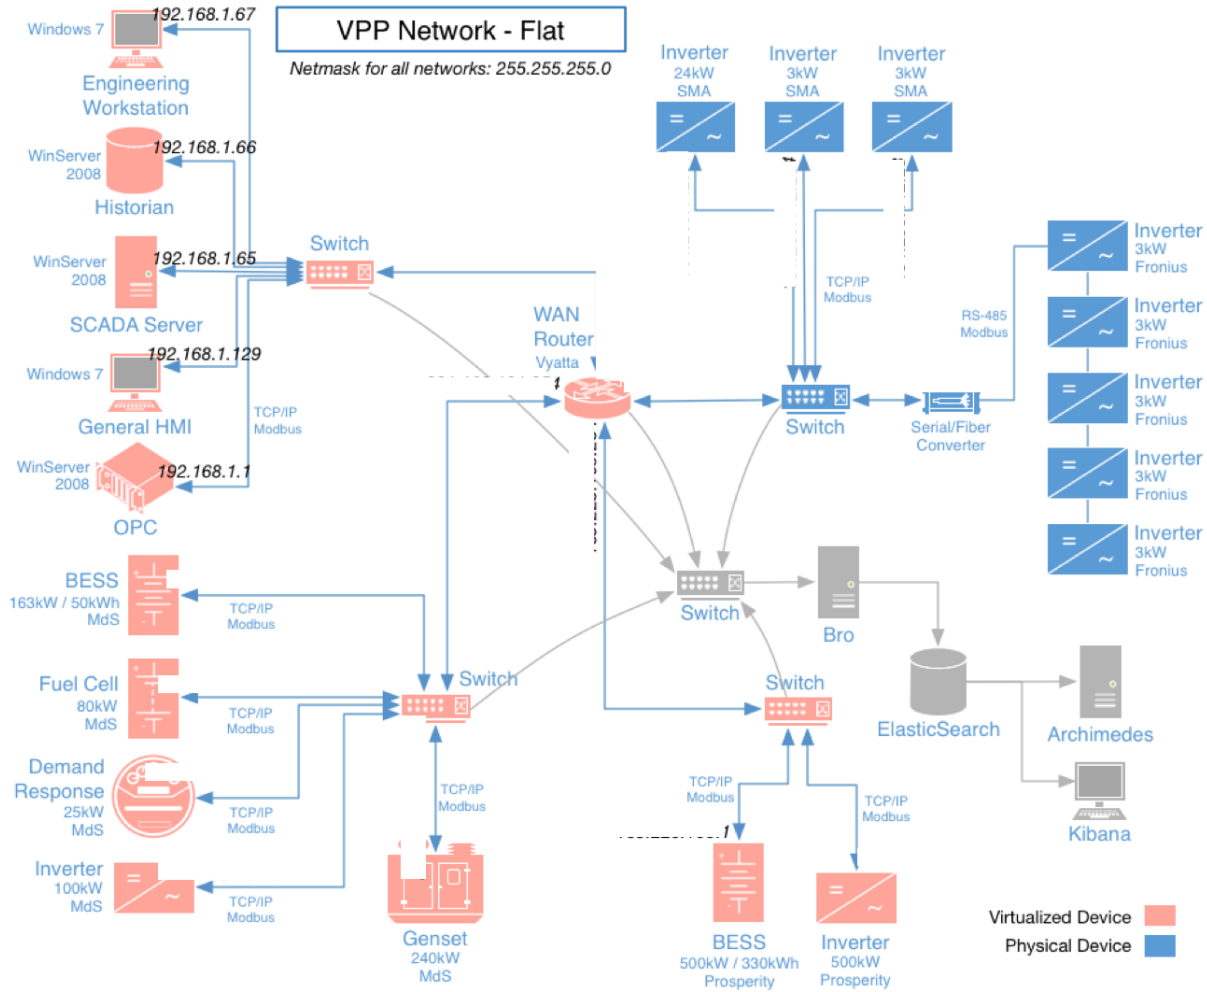 VPP Network - Flat
Netmask for all networks: 255.255.255.0
192.168.1.67
Windows 7
Engineering
Workstation
192.168.1.66
WinServer
2008
Historian
192.168.1.65
WinServer
2008
SCADA Server
192.168.1.129
Windows 7
General HMI
TCP/IP
Modbus
192.168.1.1
WinServer
2008
OPC
Switch
WAN
Router
Vyatta
Inverter
24kW
SMA
Inverter
3kW
SMA
Inverter
3kW
SMA
TCP/IP
Modbus
Switch
Serial/Fiber
Converter
RS-485
Modbus
Inverter
3kW
Fronius
Inverter
3kW
Fronius
Inverter
3kW
Fronius
Inverter
3kW
Fronius
Inverter
3kW
Fronius
BESS
163kW / 50kWh
MdS
TCP/IP
Modbus
Fuel Cell
80kW
MdS
TCP/IP
Modbus
Demand
Response
25kW
MdS
TCP/IP
Modbus
Inverter
100kW
MdS
TCP/IP
Modbus
Switch
TCP/IP
Modbus
Genset
240kW
MdS
Switch
Bro
ElasticSearch
Archimedes
Kibana
Switch
TCP/IP
Modbus
TCP/IP
Modbus
BESS
500kW / 330kWh
Prosperity
Inverter
500kW
Prosperity
Virtualized Device
Physical Device